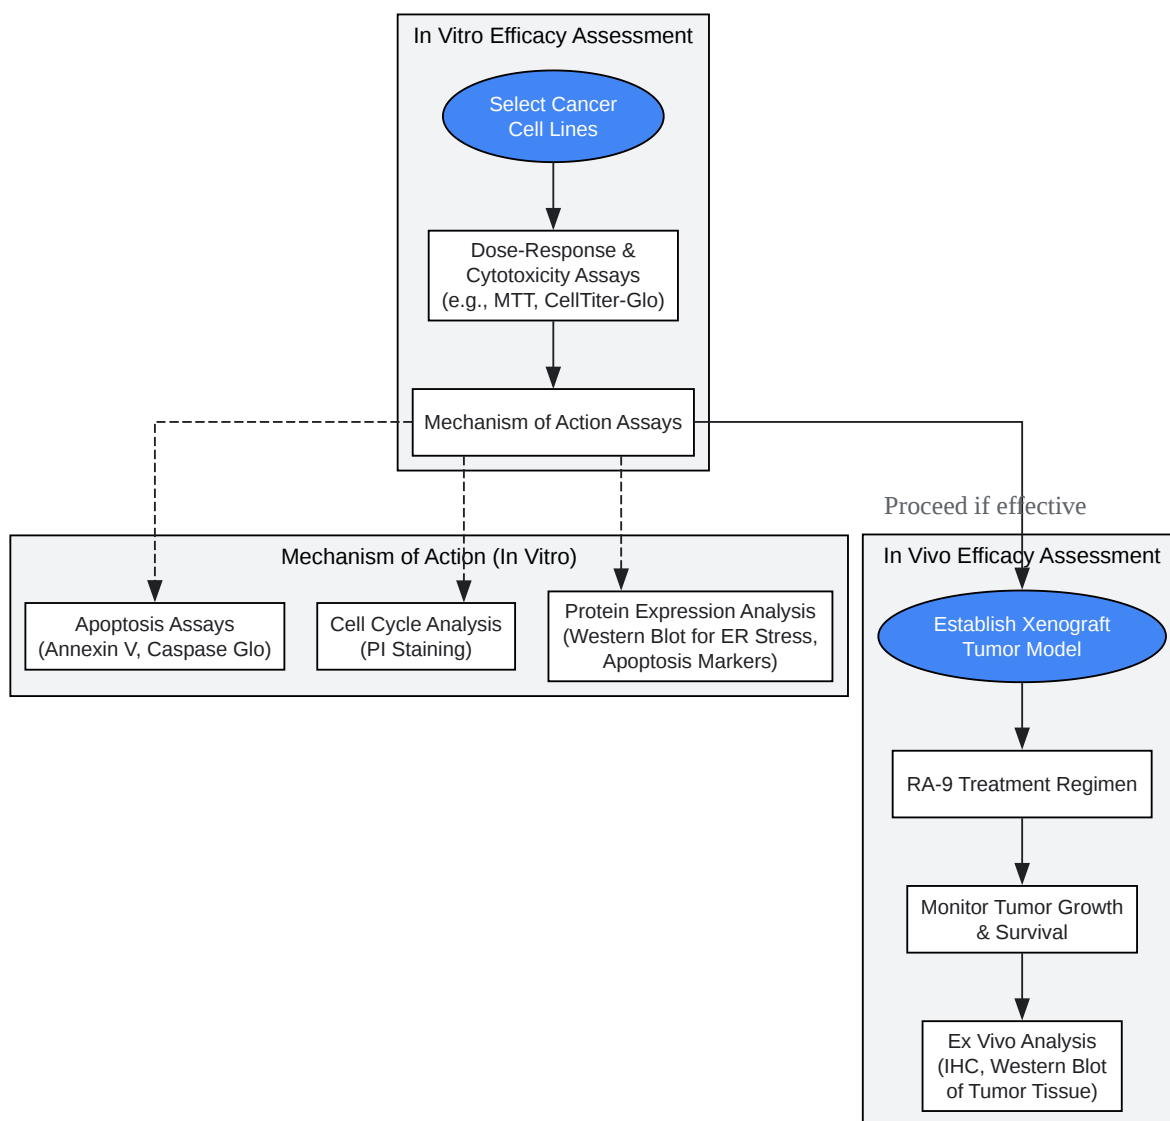 In Vitro Efficacy Assessment
Select Cancer
Cell Lines
Dose-Response &
Cytotoxicity Assays
(e.g., MTT, CellTiter-Glo)
Mechanism of Action Assays
Proceed if effective
Mechanism of Action (In Vitro)
Apoptosis Assays
(Annexin V, Caspase Glo)
Cell Cycle Analysis
(PI Staining)
Protein Expression Analysis
(Western Blot for ER Stress,
Apoptosis Markers)
In Vivo Efficacy Assessment
Establish Xenograft
Tumor Model
RA-9 Treatment Regimen
Monitor Tumor Growth
& Survival
Ex Vivo Analysis
(IHC, Western Blot
of Tumor Tissue)